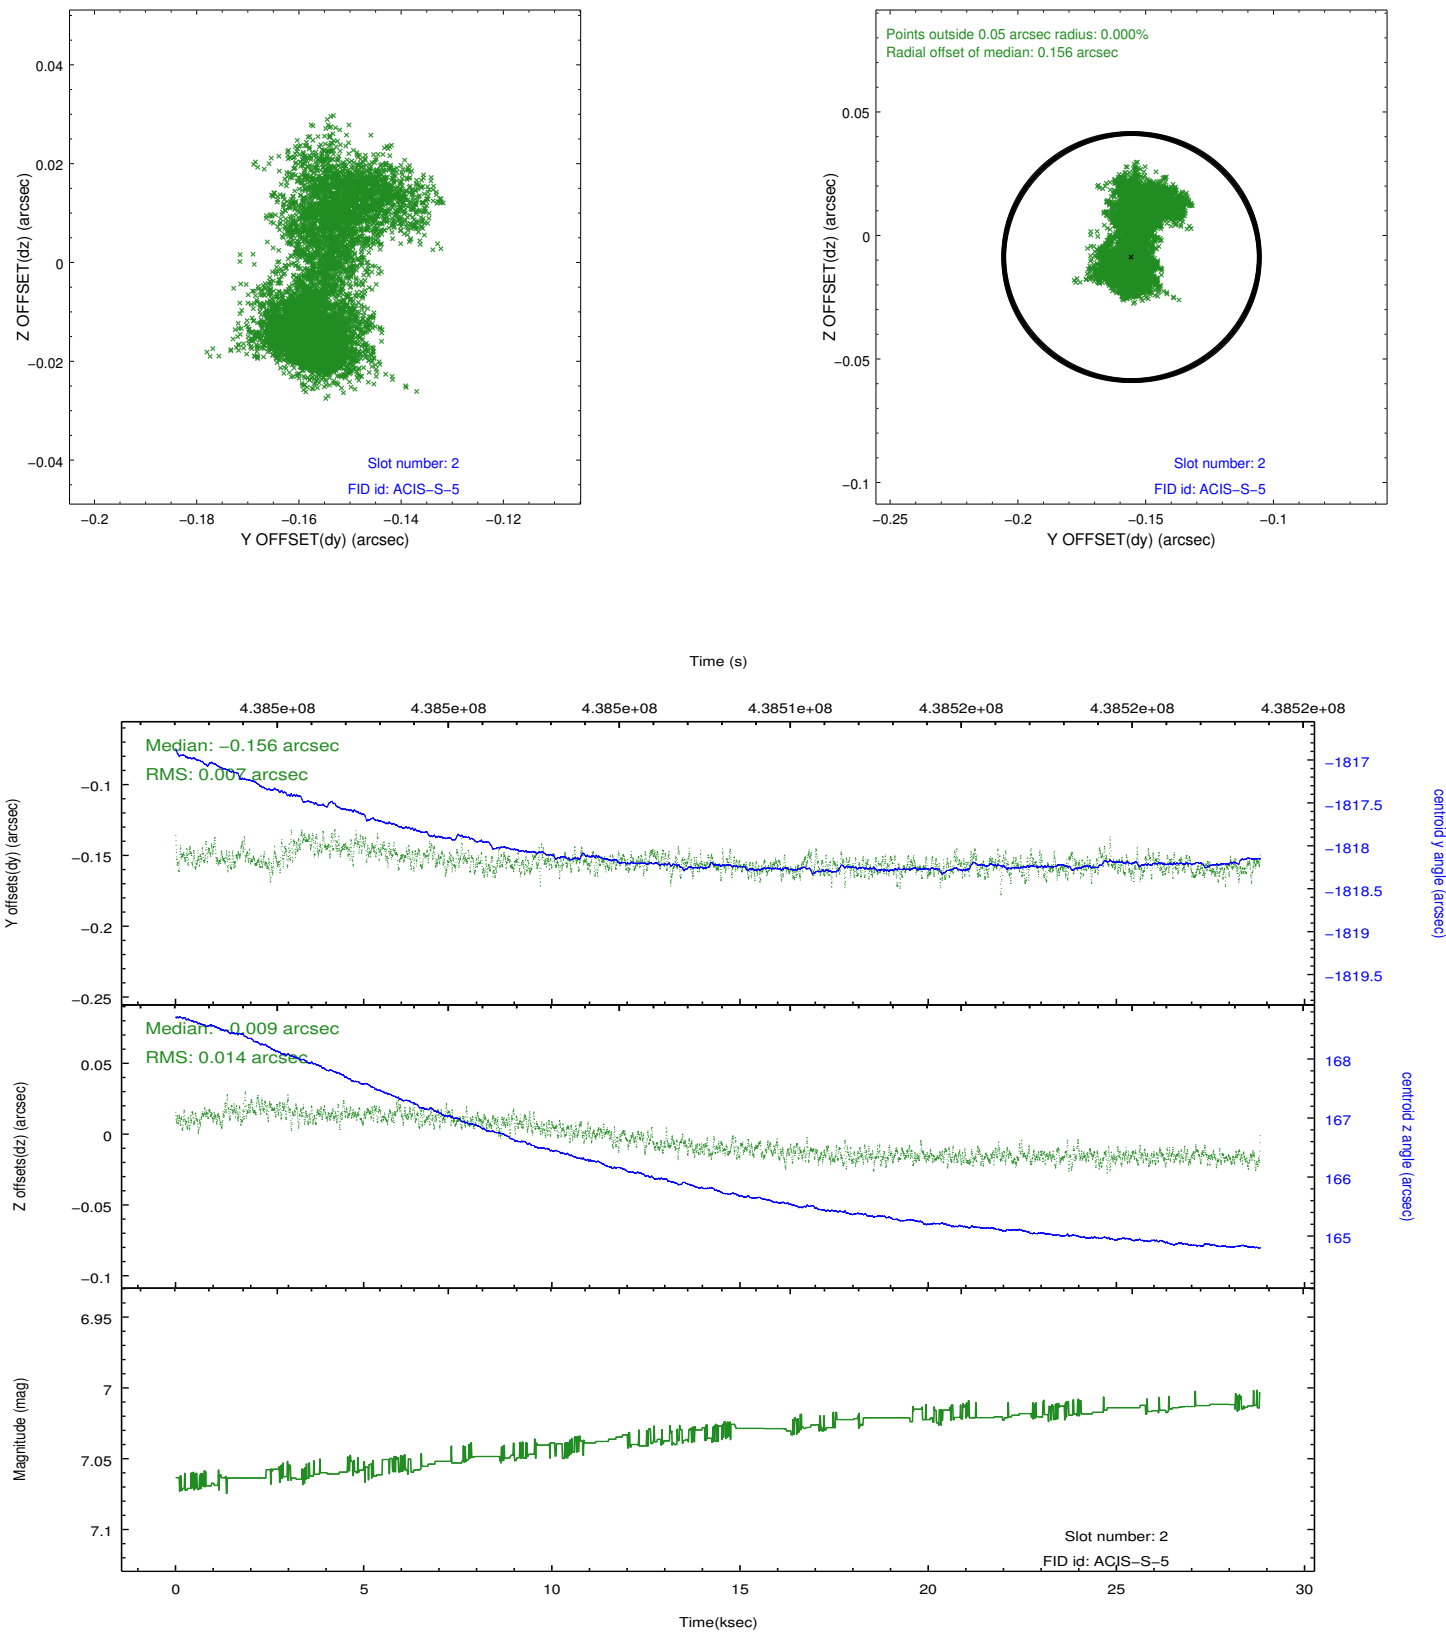 0.04
0.02
0
−0.02
−0.04
Z OFFSET(dz) (arcsec)
Slot number: 2
FID id: ACIS−S−5
−0.2
−0.18
−0.16
−0.14
−0.12
Y OFFSET(dy) (arcsec)
Points outside 0.05 arcsec radius: 0.000%
Radial offset of median: 0.156 arcsec
0.05
0
−0.05
−0.1
Z OFFSET(dz) (arcsec)
Slot number: 2
FID id: ACIS−S−5
−0.25
−0.2
−0.15
−0.1
Y OFFSET(dy) (arcsec)
Time (s)
4.385e+08
4.385e+08
4.385e+08
4.3851e+08
4.3852e+08
4.3852e+08
4.3852e+08
Median: −0.156 arcsec
RMS: 0.007 arcsec
−0.1
−0.15
−0.2
−0.25
Y offsets(dy) (arcsec)
−1817
−1817.5
−1818
−1818.5
−1819
−1819.5
centroid y angle (arcsec)
Median: −0.009 arcsec
RMS: 0.014 arcsec
0.05
0
−0.05
−0.1
Z offsets(dz) (arcsec)
168
167
166
165
centroid z angle (arcsec)
6.95
7
7.05
7.1
Magnitude (mag)
Slot number: 2
FID id: ACIS−S−5
0
5
10
15
20
25
30
Time(ksec)